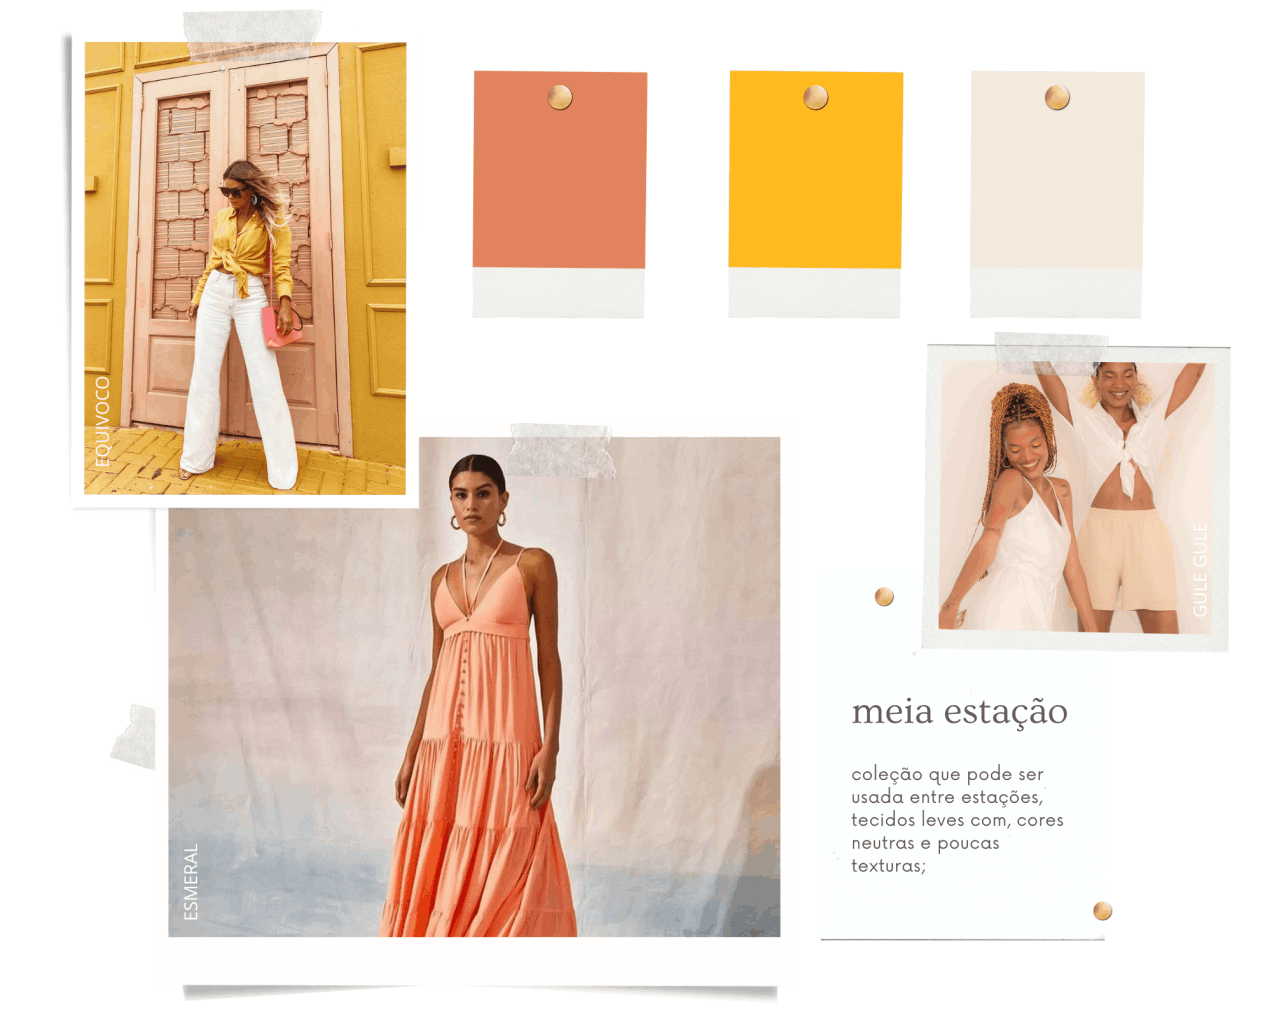 EQUIVOCO
GULE GULE
ESMERAL
meia estação
coleção que pode ser
usada entre estações,
tecidos leves com, cores
neutras e poucas
texturas;